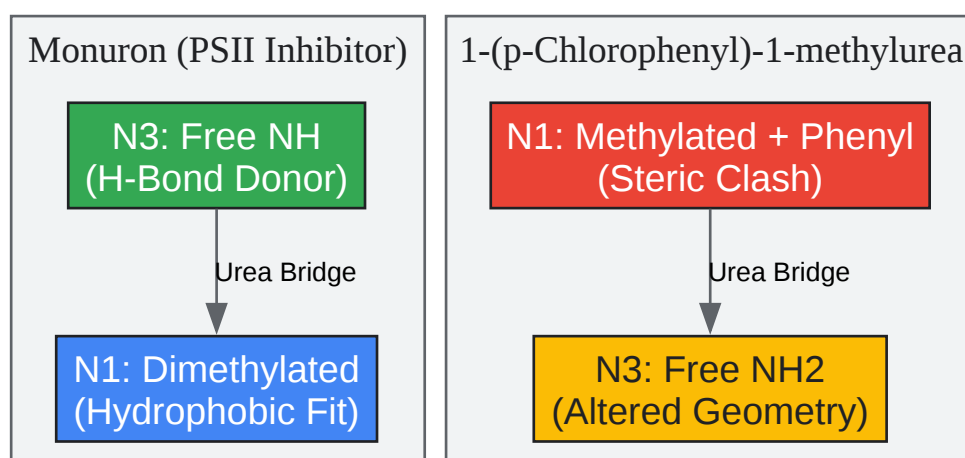 Monuron (PSII Inhibitor)
N3: Free NH
(H-Bond Donor)
Urea Bridge
N1: Dimethylated
(Hydrophobic Fit)
1-(p-Chlorophenyl)-1-methylurea
N1: Methylated + Phenyl
(Steric Clash)
Urea Bridge
N3: Free NH2
(Altered Geometry)